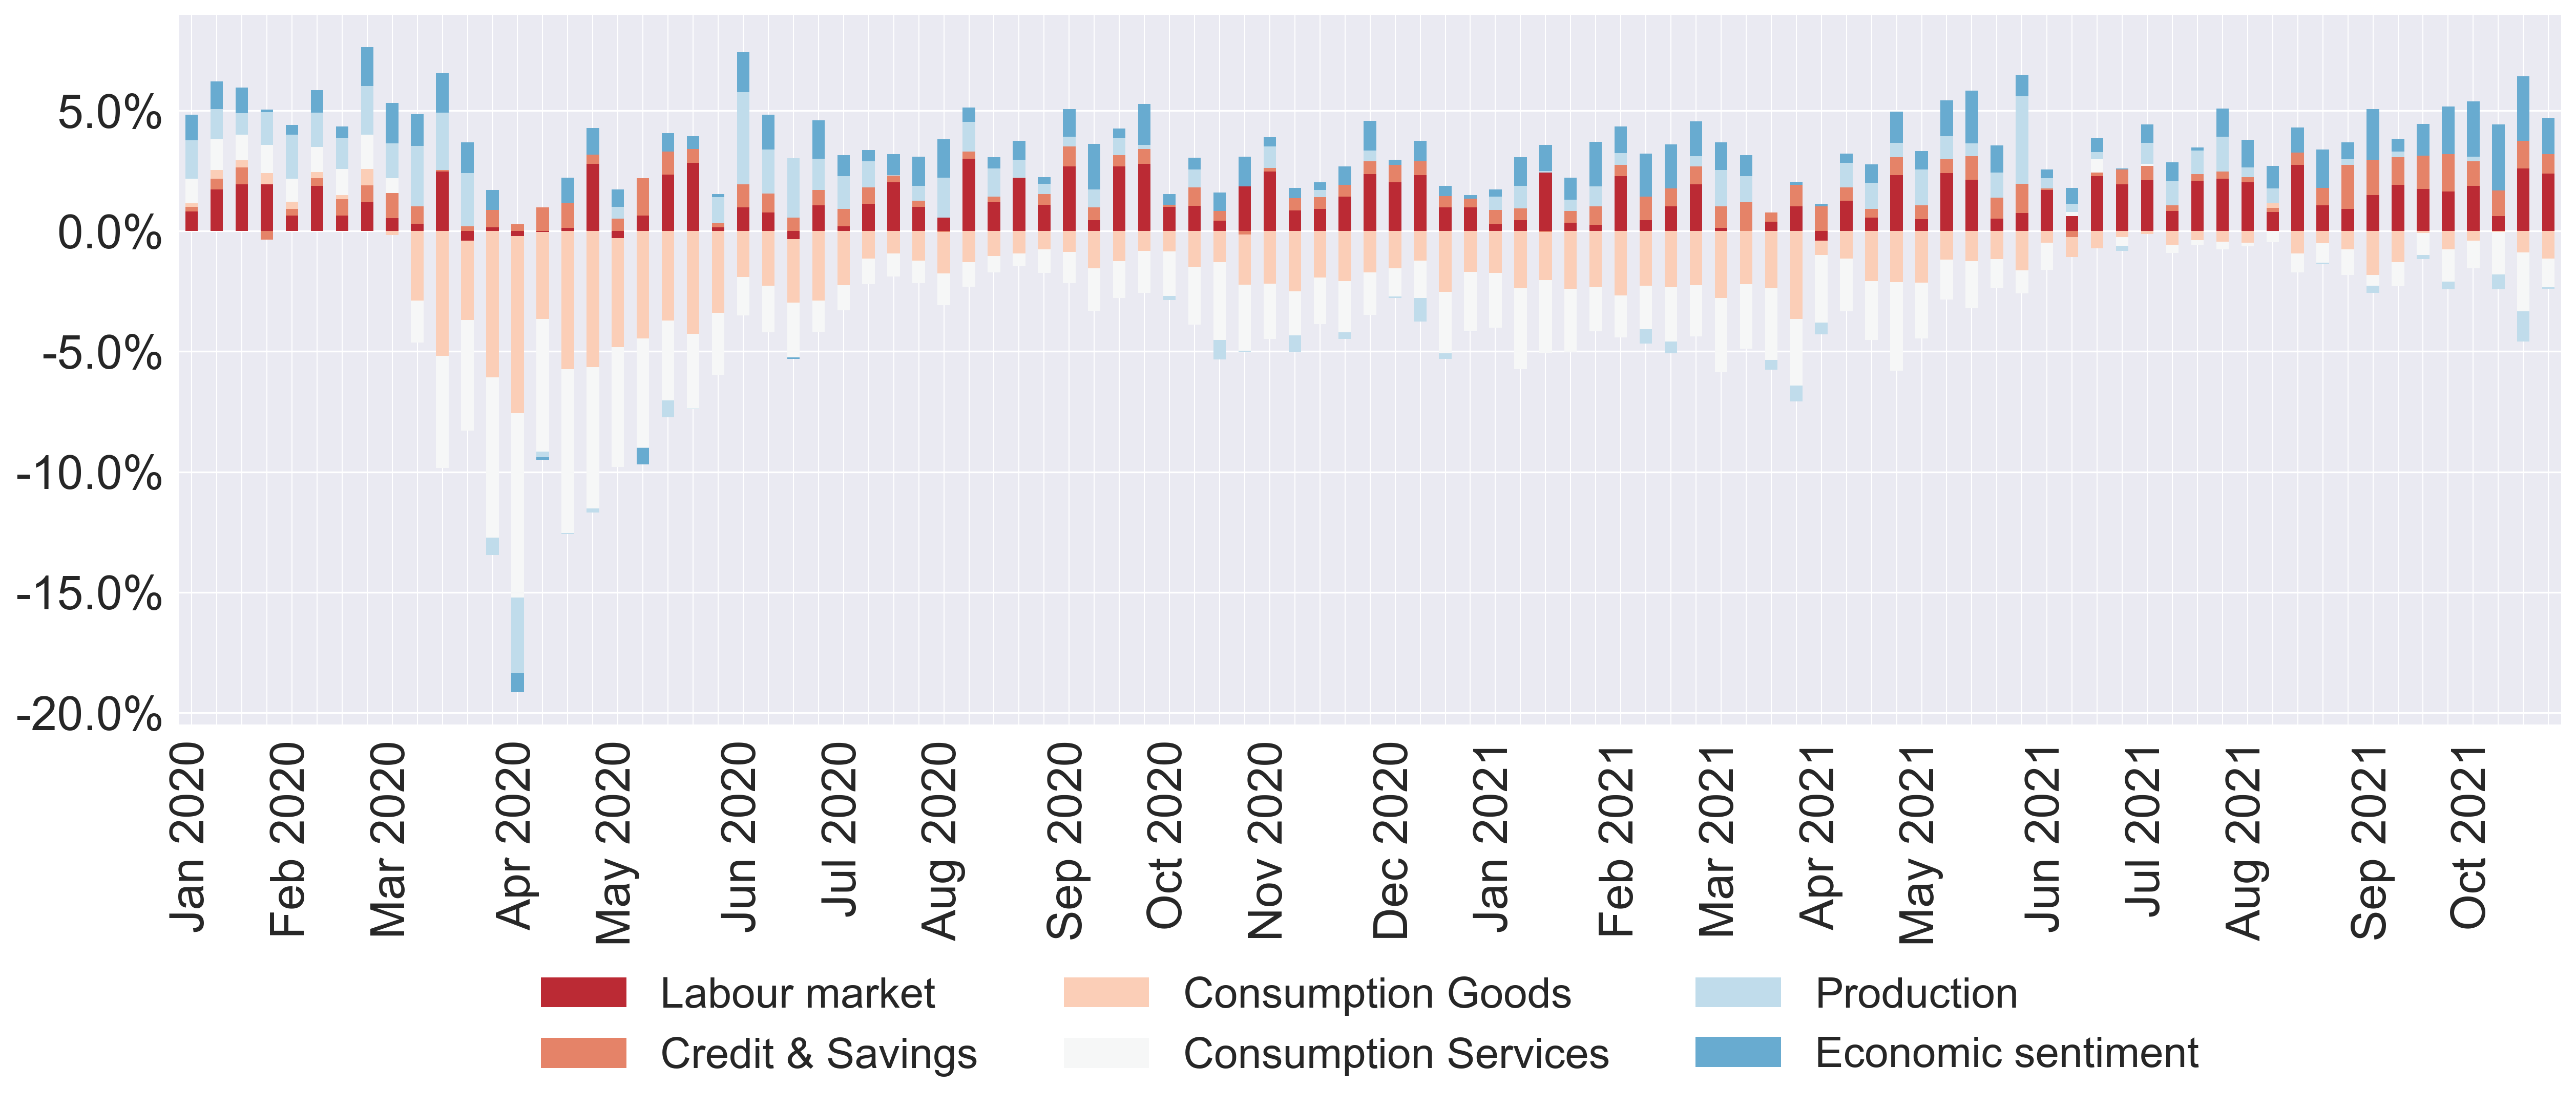 5.0%
0.0%
-5.0%
-10.0%
-15.0%
-20.0%
Jan 2020
Feb 2020
Mar 2020
Apr 2020
May 2020
Jun 2020
Jul 2020
Aug 2020
Sep 2020
Oct 2020
Nov 2020
Dec 2020
Jan 2021
Feb 2021
Mar 2021
Apr 2021
May 2021
Jun 2021
Jul 2021
Aug 2021
Sep 2021
Oct 2021
Labour market
Consumption Goods
Production
Credit & Savings
Consumption Services
Economic sentiment